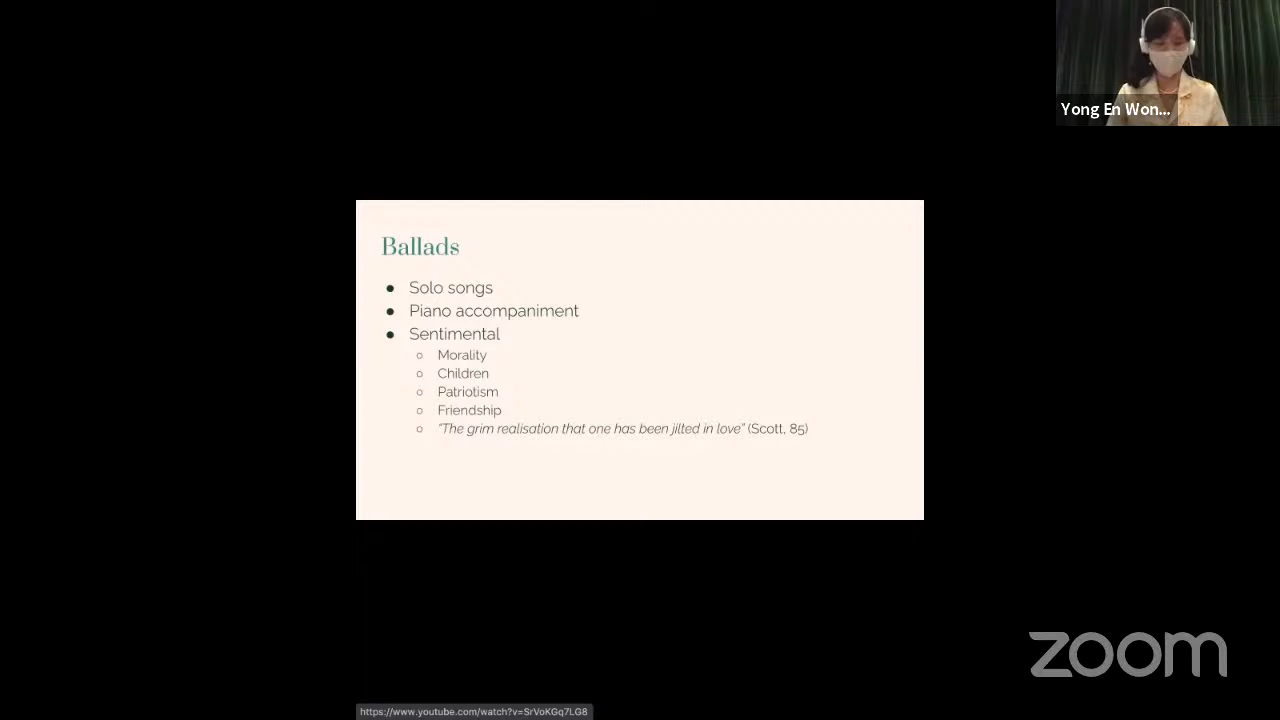 Yong En Won...
Ballads
● Solo songs
● Piano accompaniment
● Sentimental
○ Morality
○ Children
○ Patriotism
○ Friendship
○ "The grim realisation that one has been jilted in love" (Scott, 85)
zoom
https://www.youtube.com/watch?v=SrVoKGq7LG8